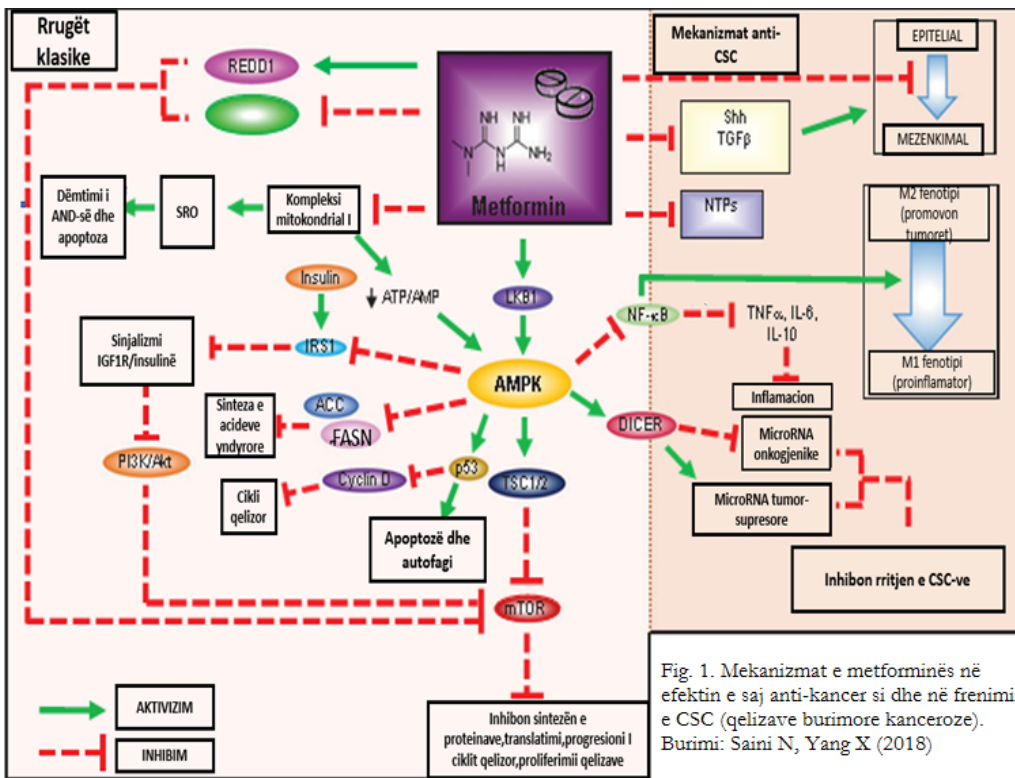 Rrugët
klasike
REDD1
Mekanizmat anti-
CSC
EPITELIAL
MEZENKIMAL
Shh
TGFβ
NH NH
N N NH₂
H
Metformin
NTPs
Dëmtimi i
AND-së dhe
apoptoza
SRO
Kompleksi
mitokondrial I
M2 fenotipi
(promovon
tumoret)
M1 fenotipi
(proinflamator)
Insulin
ATP/AMP
LKB1
NF-κB
TNFα, IL-6,
IL-10
Sinjalizmi
IGF1R/insulinë
IRS1
AMPK
Inflamacion
Sinteza e
acideve
yndyrore
ACC
FASN
DICER
MicroRNA
onkogjenike
PI3K/Akt
p53
Cyclin D
TSC1/2
Cikli
qelizor
MicroRNA tumor-
supresore
Apoptozë dhe
autofagi
Inhibon rritjen e CSC-ve
mTOR
AKTIVIZIM
INHIBIM
Inhibon sintezën e
proteinave,translatimi,progresioni I
ciklit qelizor,proliferimii qelizave
Fig. 1. Mekanizmat e metforminës në
efektin e saj anti-kancer si dhe në frenimi
e CSC (qelizave burimore kanceroze).
Burimi: Saini N, Yang X (2018)